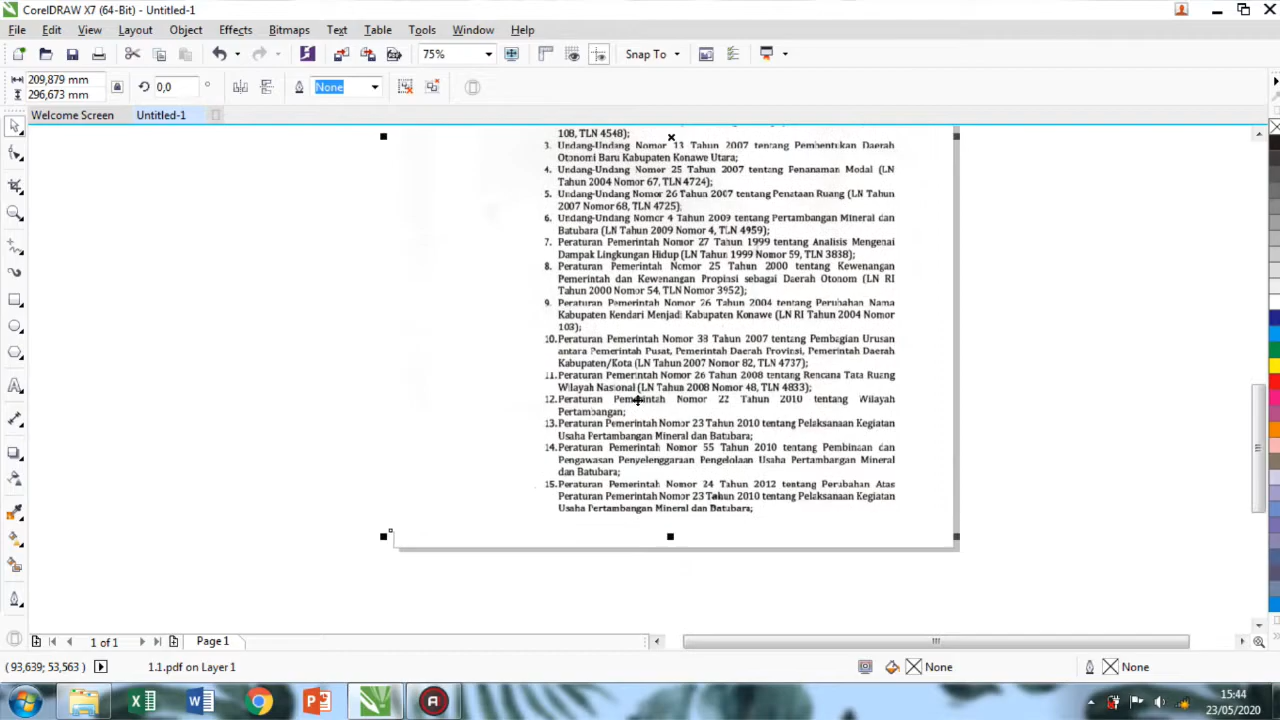 CorelDRAW X7 (64-Bit) - Untitled-1
File Edit View Layout Object Effects Bitmaps Text Table Tools Window Help
75% Snap To
209,879 mm
296,673 mm
0,0 °
None
Welcome Screen Untitled-1
108, TLN 4548);
3. Undang-Undang Nomor 13 Tahun 2007 tentang Pembentukan Daerah
Otonomi Baru Kabupaten Konawe Utara;
4. Undang-Undang Nomor 25 Tahun 2007 tentang Penanaman Modal (LN
Tahun 2004 Nomor 67, TLN 4724);
5. Undang-Undang Nomor 26 Tahun 2007 tentang Penataan Ruang (LN Tahun
2007 Nomor 68, TLN 4725);
6. Undang-Undang Nomor 4 Tahun 2009 tentang Pertambangan Mineral dan
Batubara (LN Tahun 2009 Nomor 4, TLN 4959);
7. Peraturan Pemerintah Nomor 27 Tahun 1999 tentang Analisis Mengenai
Dampak Lingkungan Hidup (LN Tahun 1999 Nomor 59, TLN 3838);
8. Peraturan Pemerintah Nomor 25 Tahun 2000 tentang Kewenangan
Pemerintah dan Kewenangan Propinsi sebagai Daerah Otonom (LN RI
Tahun 2000 Nomor 54, TLN Nomor 3952);
9. Peraturan Pemerintah Nomor 26 Tahun 2004 tentang Perubahan Nama
Kabupaten Kendari Menjadi Kabupaten Konawe (LN RI Tahun 2004 Nomor
103);
10. Peraturan Pemerintah Nomor 38 Tahun 2007 tentang Pembagian Urusan
antara Pemerintah Pusat, Pemerintah Daerah Provinsi, Pemerintah Daerah
Kabupaten/Kota (LN Tahun 2007 Nomor 82, TLN 4737);
11. Peraturan Pemerintah Nomor 26 Tahun 2008 tentang Rencana Tata Ruang
Wilayah Nasional (LN Tahun 2008 Nomor 48, TLN 4833);
12. Peraturan Pemerintah Nomor 22 Tahun 2010 tentang Wilayah
Pertambangan;
13. Peraturan Pemerintah Nomor 23 Tahun 2010 tentang Pelaksanaan Kegiatan
Usaha Pertambangan Mineral dan Batubara;
14. Peraturan Pemerintah Nomor 55 Tahun 2010 tentang Pembinaan dan
Pengawasan Penyelenggaraan Pengelolaan Usaha Pertambangan Mineral
dan Batubara;
15. Peraturan Pemerintah Nomor 24 Tahun 2012 tentang Perubahan Atas
Peraturan Pemerintah Nomor 23 Tahun 2010 tentang Pelaksanaan Kegiatan
Usaha Pertambangan Mineral dan Batubara;
1 of 1 Page 1
(93,639; 53,563) 1.1.pdf on Layer 1 None None
15:44
23/05/2020